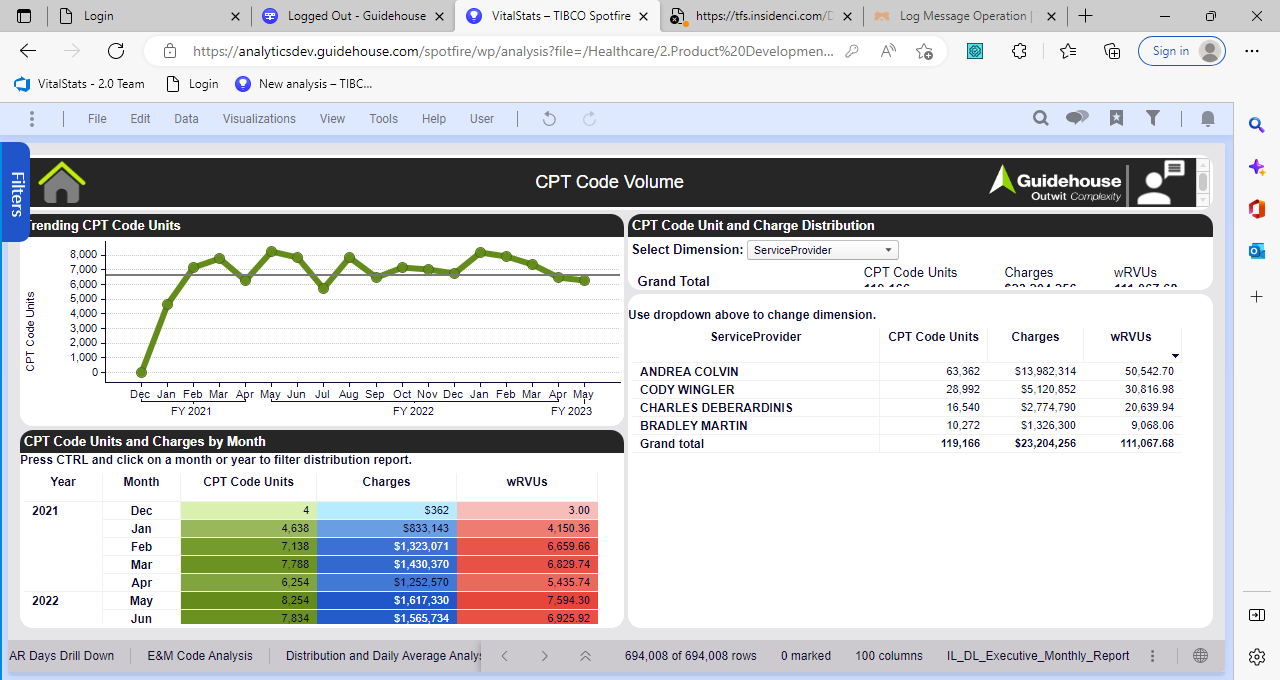 Login
Logged Out - Guidehouse
VitalStats – TIBCO Spotfire
https://tfs.insidenci.com/D
Log Message Operation |
https://analyticsdev.guidehouse.com/spotfire/wp/analysis?file=/Healthcare/2.Product%20Developmen...
Sign in
VitalStats - 2.0 Team
Login
New analysis – TIBC...
File Edit Data Visualizations View Tools Help User
Filters
CPT Code Volume
Guidehouse
Outwit Complexity
Trending CPT Code Units
CPT Code Units
8,000
7,000
6,000
5,000
4,000
3,000
2,000
1,000
0
Dec Jan Feb Mar Apr May Jun Jul Aug Sep Oct Nov Dec Jan Feb Mar Apr May
FY 2021 FY 2022 FY 2023
CPT Code Unit and Charge Distribution
Select Dimension: ServiceProvider
CPT Code Units Charges wRVUs
Grand Total 119,166 $23,204,256 111,067.68
Use dropdown above to change dimension.
ServiceProvider CPT Code Units Charges wRVUs
ANDREA COLVIN 63,362 $13,982,314 50,542.70
CODY WINGLER 28,992 $5,120,852 30,816.98
CHARLES DEBERARDINIS 16,540 $2,774,790 20,639.94
BRADLEY MARTIN 10,272 $1,326,300 9,068.06
Grand total 119,166 $23,204,256 111,067.68
CPT Code Units and Charges by Month
Press CTRL and click on a month or year to filter distribution report.
Year Month CPT Code Units Charges wRVUs
2021 Dec 4 $362 3.00
Jan 4,638 $833,143 4,150.36
Feb 7,138 $1,323,071 6,659.66
Mar 7,788 $1,430,370 6,829.74
Apr 6,254 $1,252,570 5,435.74
2022 May 8,254 $1,617,330 7,594.30
Jun 7,834 $1,565,734 6,925.92
AR Days Drill Down E&M Code Analysis Distribution and Daily Average Analys
694,008 of 694,008 rows 0 marked 100 columns IL_DL_Executive_Monthly_Report